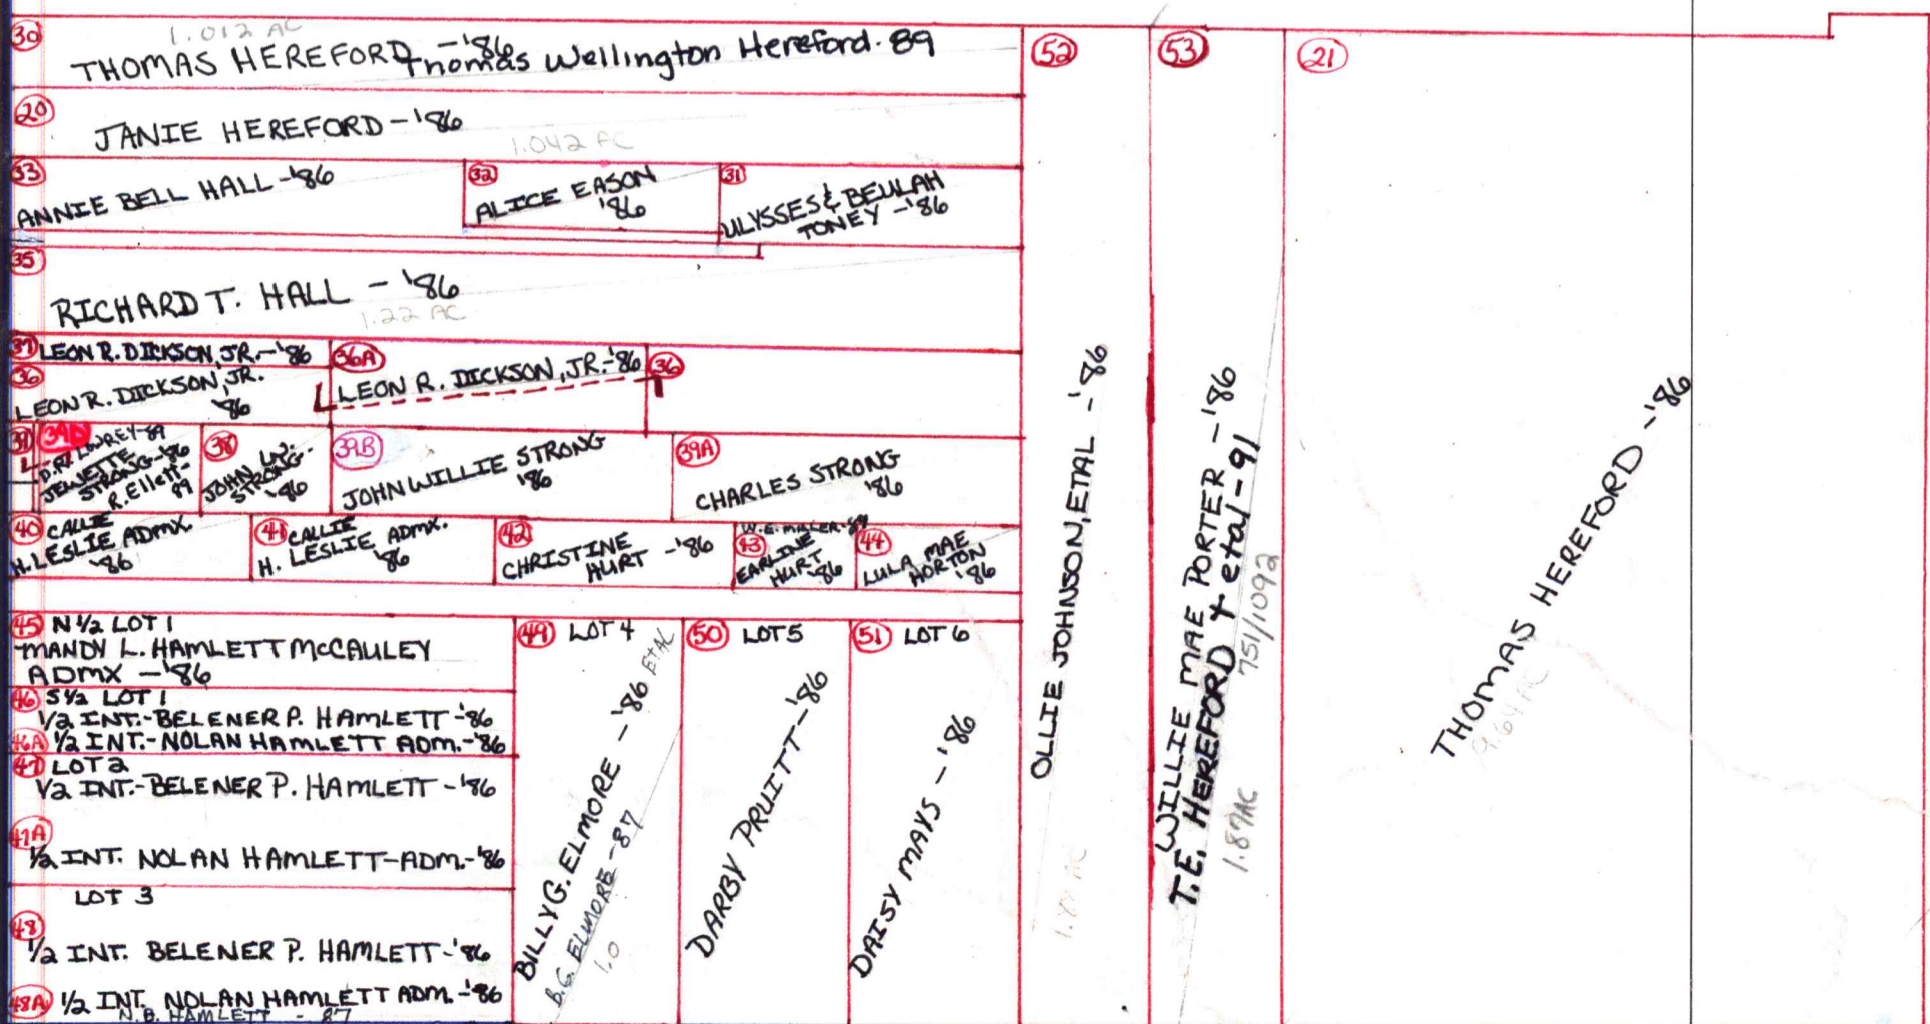 30
1.012 AC
THOMAS HEREFORD - '86
Thomas Wellington Hereford - 89
20
JANIE HEREFORD - '86
1.042 AC
33
ANNIE BELL HALL - '86
32
ALICE EASON
'86
31
ULYSSES & BEULAH
TONEY - '86
35
RICHARD T. HALL - '86
1.22 AC
37 LEON R. DICKSON, JR. - '86
36
LEON R. DICKSON, JR.
'86
36A
LEON R. DICKSON, JR. - '86
36
39D
LOWREY-89
JEWETTE
STRONG - '86
R. Ellett-
89
38
JOHN W.
STRONG -
'86
39B
JOHN WILLIE STRONG
'86
39A
CHARLES STRONG
'86
40 CALLIE
H. LESLIE ADMX.
'86
41 CALLIE
H. LESLIE ADMX.
'86
42
CHRISTINE
HURT - '86
W.E. MILLER-89
43
EARLINE
HURT
'86
44
LULA MAE
HORTON
'86
45 N 1/2 LOT 1
MANDY L. HAMLETT McCAULEY
ADMX - '86
46 S 1/2 LOT 1
1/2 INT.- BELENER P. HAMLETT - '86
46A 1/2 INT.- NOLAN HAMLETT ADM. - '86
47 LOT 2
1/2 INT.- BELENER P. HAMLETT - '86
47A
1/2 INT. NOLAN HAMLETT - ADM. - '86
LOT 3
48
1/2 INT. BELENER P. HAMLETT - '86
48A 1/2 INT. NOLAN HAMLETT ADM. - '86
N.B. HAMLETT - 87
49 LOT 4
BILLY G. ELMORE - '86 ETAL
B.G. ELMORE - 87
1.0
50 LOT 5
DARBY PRUITT - '86
51 LOT 6
DAISY MAYS - '86
52
OLLIE JOHNSON, ETAL - '86
53
WILLIE MAE PORTER - '86
T.E. HEREFORD + etal - 91
751/1092
1.87AC
21
THOMAS HEREFORD - '86